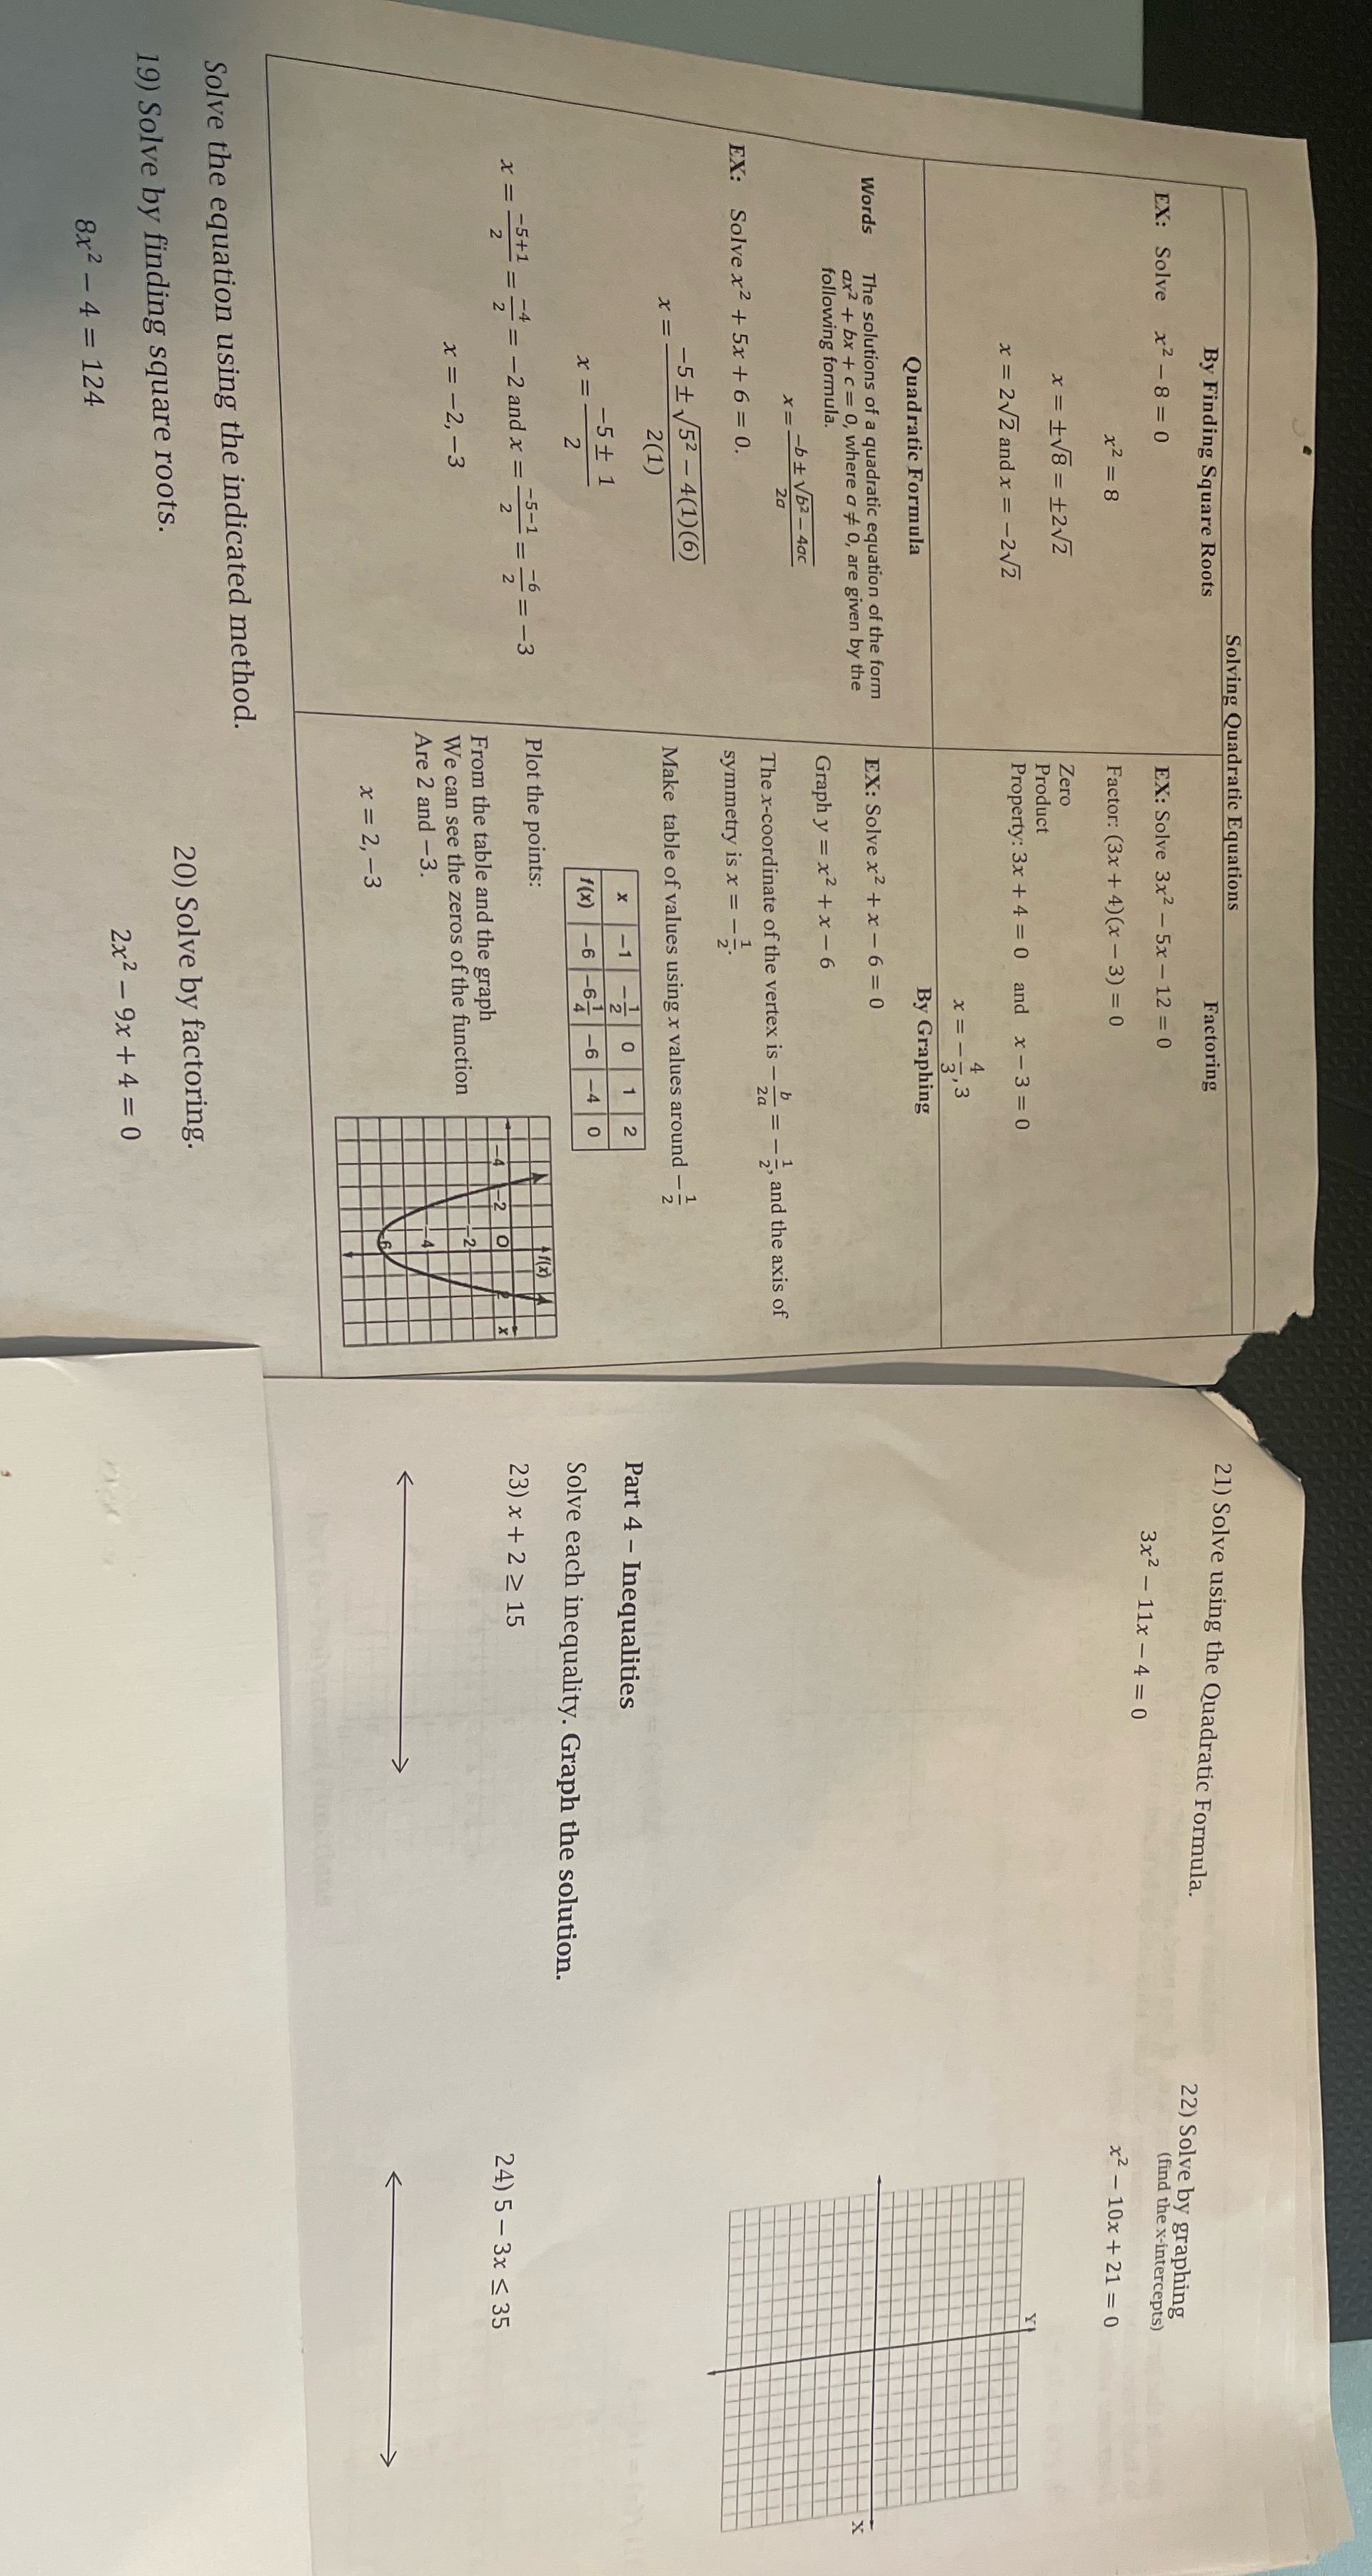 Solving Quadratic Equations
By Finding Square Roots
EX: Solve x² − 8 = 0
x² = 8
x = ±√8 = ±2√2
x = 2√2 and x = −2√2
Factoring
EX: Solve 3x² − 5x − 12 = 0
Factor: (3x + 4)(x − 3) = 0
Zero
Product
Property: 3x + 4 = 0 and x − 3 = 0
x = −4/3, 3
Quadratic Formula
Words The solutions of a quadratic equation of the form
ax² + bx + c = 0, where a ≠ 0, are given by the
following formula.
x = (−b ± √(b² − 4ac))/2a
EX: Solve x² + 5x + 6 = 0.
x = (−5 ± √(5² − 4(1)(6)))/2(1)
x = (−5 ± 1)/2
x = (−5+1)/2 = −4/2 = −2 and x = (−5−1)/2 = −6/2 = −3
x = −2, −3
By Graphing
EX: Solve x² + x − 6 = 0
Graph y = x² + x − 6
The x-coordinate of the vertex is −b/2a = −1/2, and the axis of
symmetry is x = −1/2.
Make table of values using x values around −1/2
x −1 −1/2 0 1 2
f(x) −6 −6 1/4 −6 −4 0
Plot the points:
From the table and the graph
We can see the zeros of the function
Are 2 and −3.
x = 2, −3
f(x)
−4 −2 O 2 x
−2
−4
−6
Solve the equation using the indicated method.
19) Solve by finding square roots.
8x² − 4 = 124
20) Solve by factoring.
2x² − 9x + 4 = 0
21) Solve using the Quadratic Formula.
3x² − 11x − 4 = 0
22) Solve by graphing
(find the x-intercepts)
x² − 10x + 21 = 0
Y
X
Part 4 – Inequalities
Solve each inequality. Graph the solution.
23) x + 2 ≥ 15
24) 5 − 3x ≤ 35